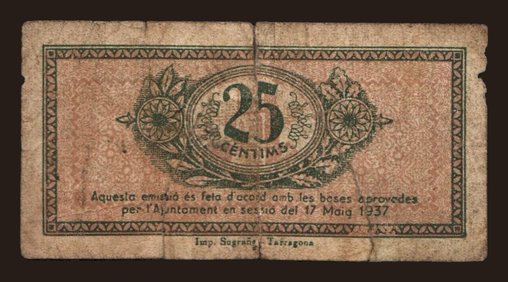 25
CÈNTIMS
Aquesta emissió és feta d'acord amb les bases aprovades
per l'Ajuntament en sessió del 17 Maig 1937
Imp. Sugrañes - Tarragona